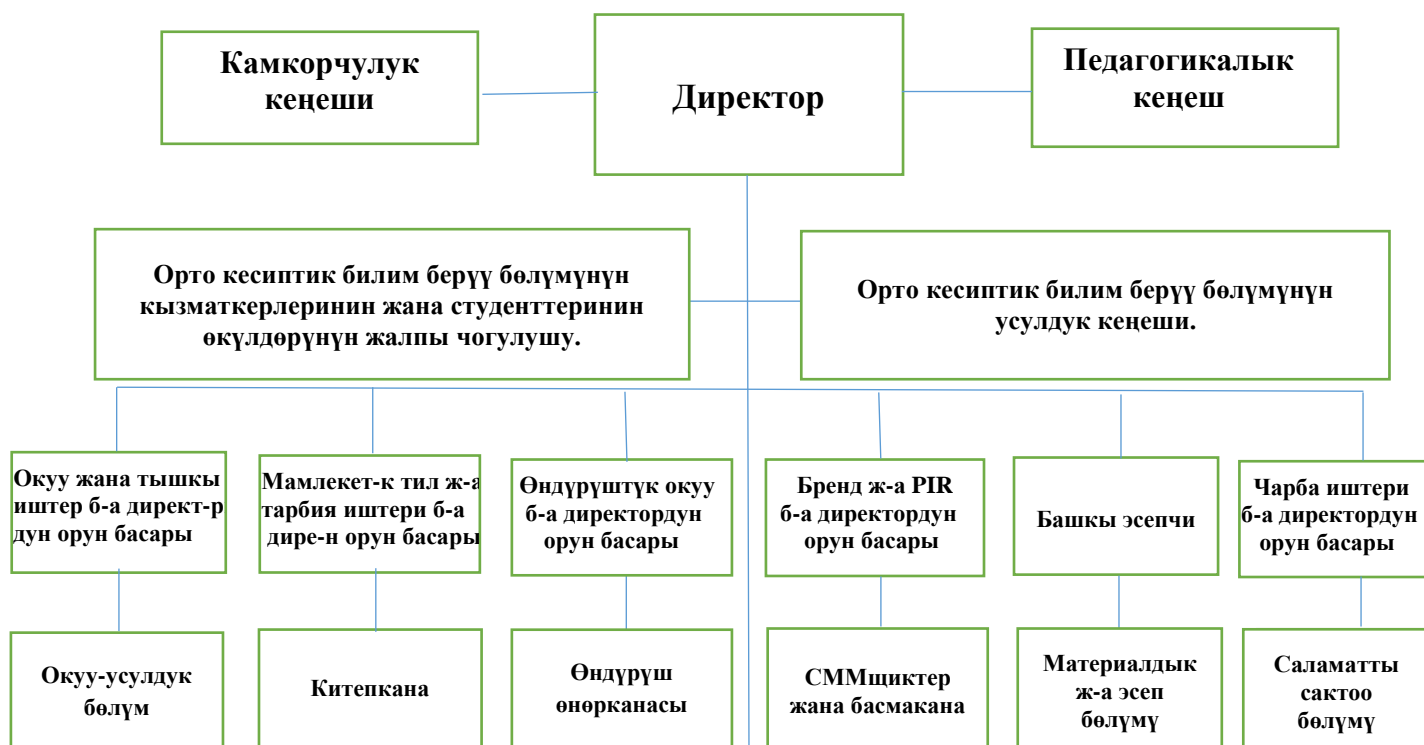 Камкорчулук
кеңеши
Директор
Педагогикалык
кеңеш
Орто кесиптик билим берүү бөлүмүнүн
кызматкерлеринин жана студенттеринин
өкүлдөрүнүн жалпы чогулушу.
Орто кесиптик билим берүү бөлүмүнүн
усулдук кеңеши.
Окуу жана тышкы
иштер б-а директ-р
дун орун басары
Мамлекет-к тил ж-а
тарбия иштери б-а
дире-н орун басары
Өндүрүштүк окуу
б-а директордун
орун басары
Бренд ж-а PIR
б-а директордун
орун басары
Башкы эсепчи
Чарба иштери
б-а директордун
орун басары
Окуу-усулдук
бөлүм
Китепкана
Өндүрүш
өнөрканасы
СММщиктер
жана басмакана
Материалдык
ж-а эсеп
бөлүмү
Саламатты
сактоо
бөлүмү